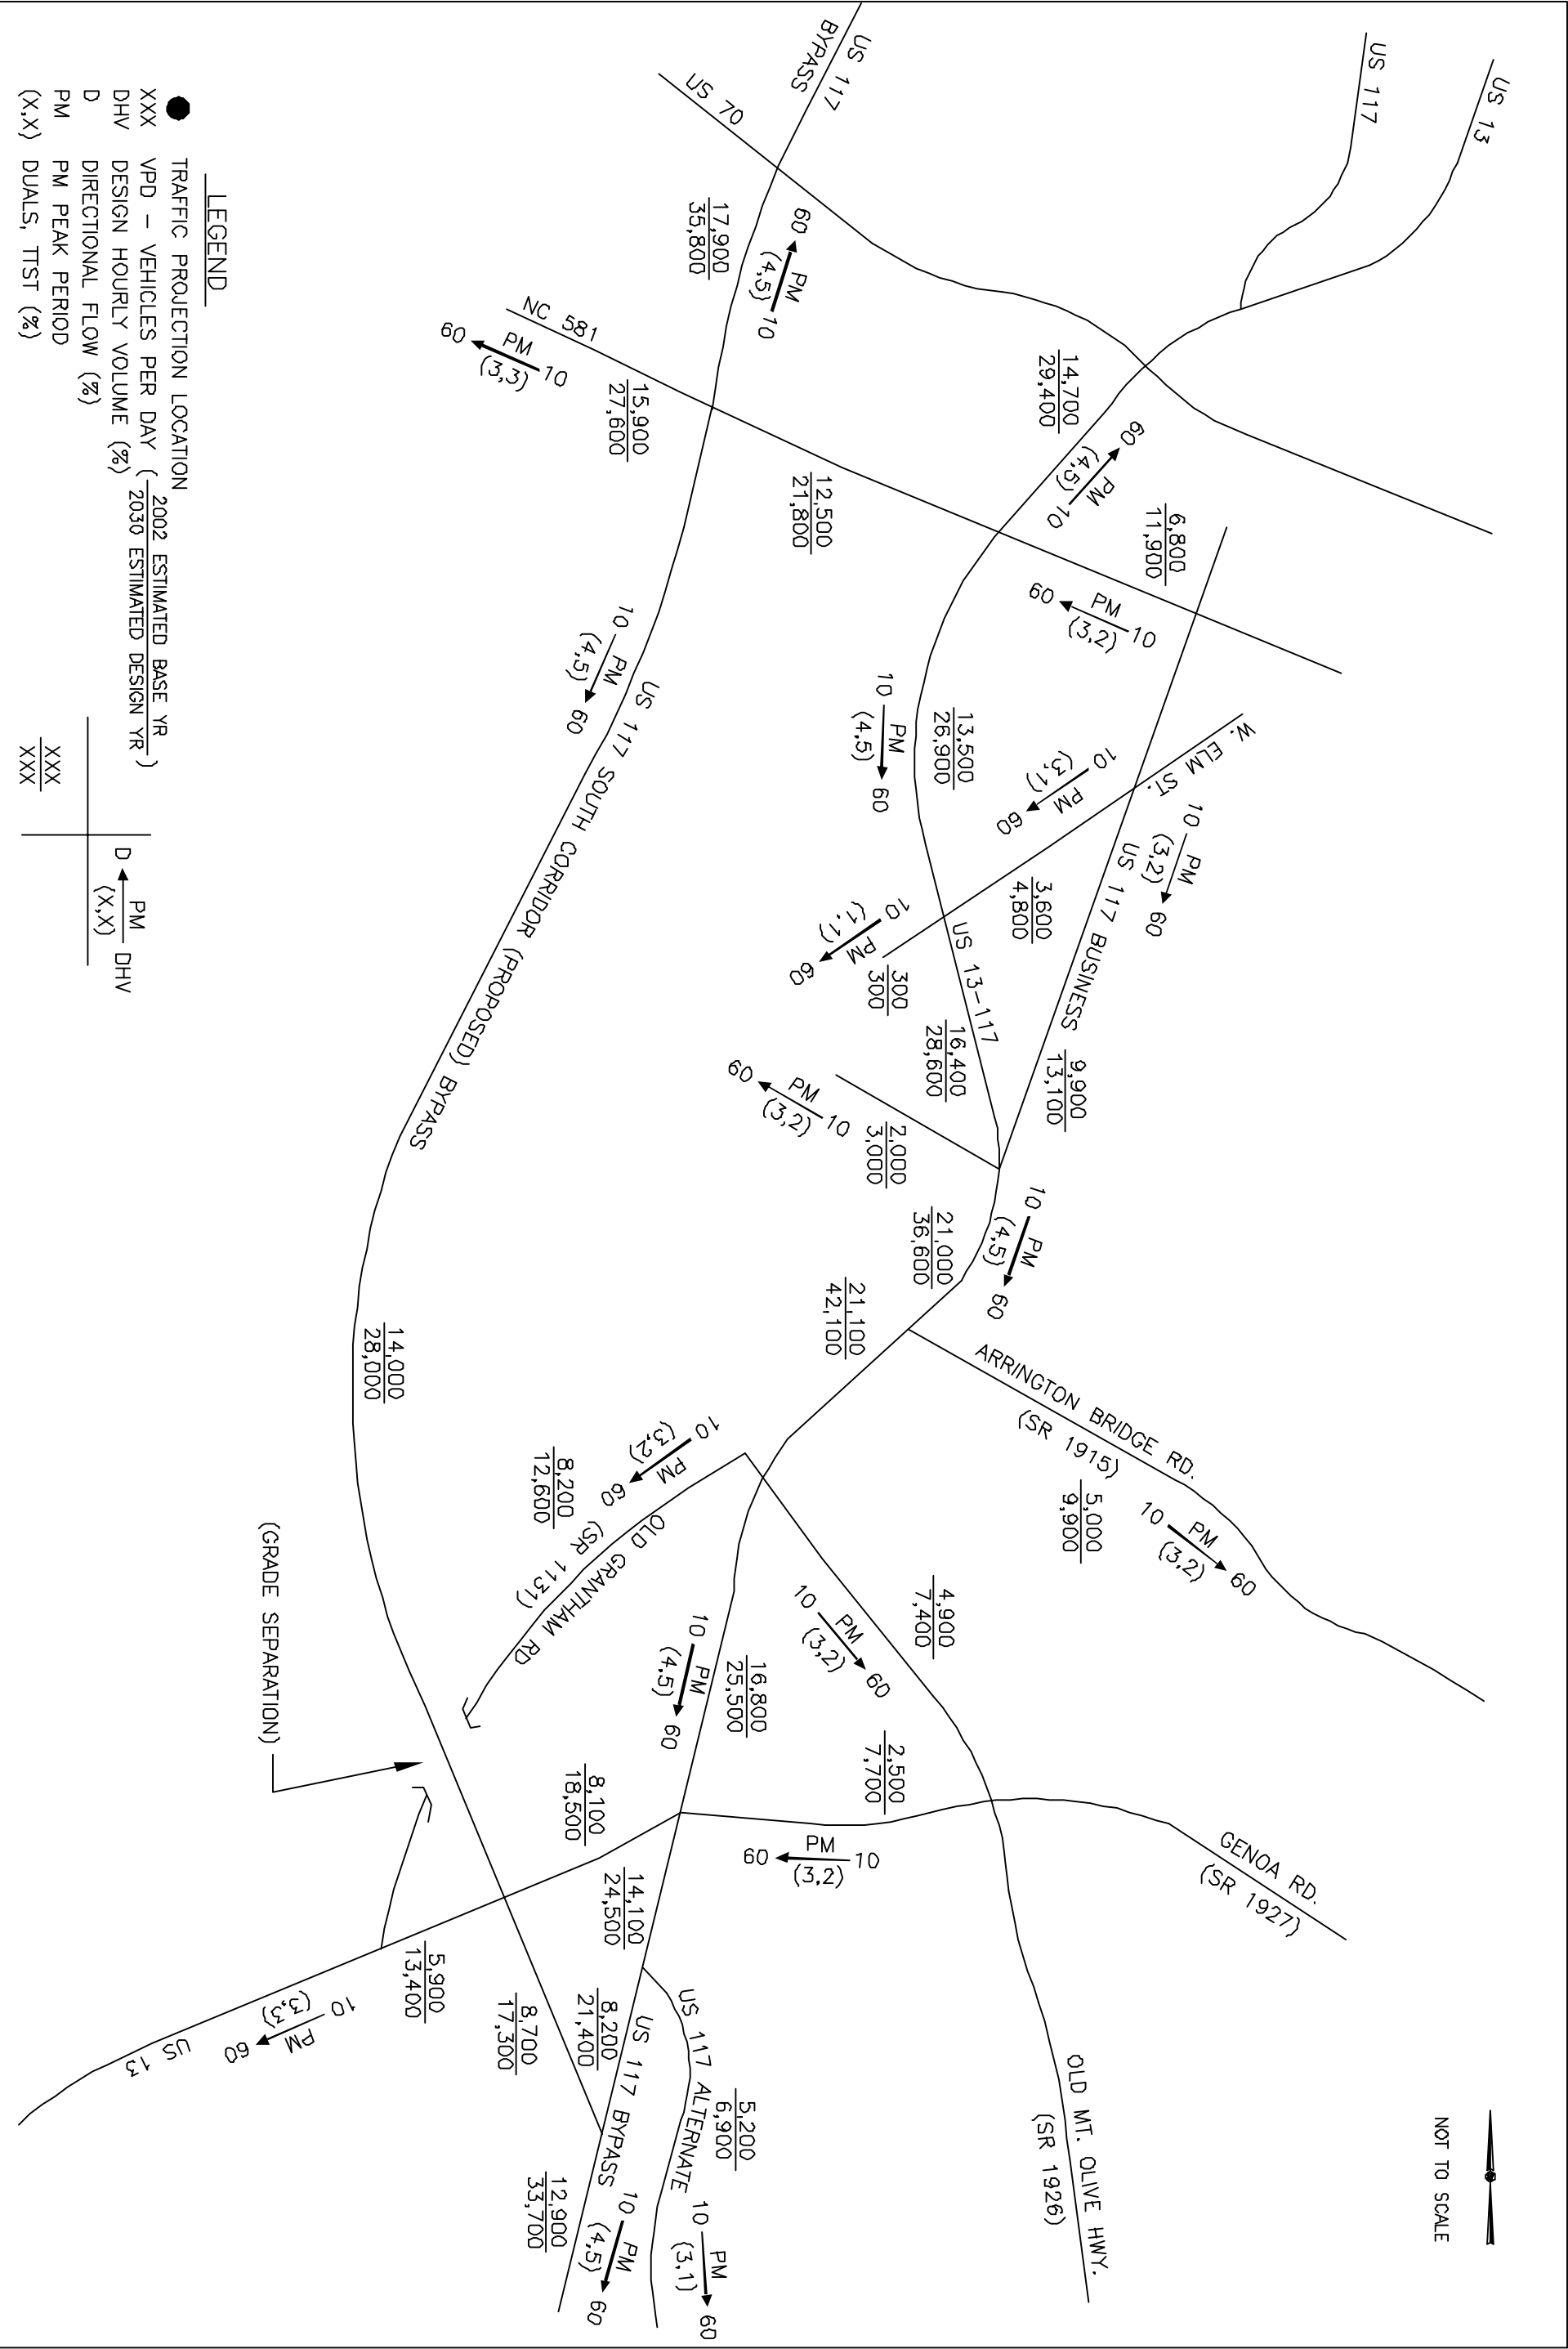 US 13
US 117
US 117
BYPASS
US 70
14,700
29,400
60 PM 10
(4,5)
17,900
35,800
60 PM 10
(4,5)
NC 581
60 PM 10
(3,3)
15,900
27,600
12,500
21,800
6,800
11,900
60 PM 10
(3,2)
W. ELM ST.
10 PM 60
(3,1)
13,500
26,900
10 PM 60
(4,5)
10 PM 60
(3,2)
US 117 BUSINESS
3,600
4,800
10 PM 60
(1,1)
300
300
US 13-117
16,400
28,600
9,900
13,100
60 PM 10
(3,2)
2,000
3,000
10 PM 60
(4,5)
21,000
36,600
21,100
42,100
10 PM 60
(4,5)
US 117 SOUTH CORRIDOR (PROPOSED) BYPASS
14,000
28,000
ARRINGTON BRIDGE RD.
(SR 1915)
5,000
9,900
10 PM 60
(3,2)
10 PM 60
(3,2)
8,200
12,600
OLD GRANTHAM RD
(SR 1131)
10 PM 60
(3,2)
4,900
7,400
10 PM 60
(4,5)
16,800
25,500
2,500
7,700
60 PM 10
(3,2)
GENOA RD.
(SR 1927)
(GRADE SEPARATION)
8,100
18,500
14,100
24,500
5,900
13,400
10 PM 60
(3,3)
US 13
8,700
17,300
8,200
21,400
US 117 BYPASS
US 117 ALTERNATE
5,200
6,900
10 PM 60
(3,1)
12,900
33,700
10 PM 60
(4,5)
OLD MT. OLIVE HWY.
(SR 1926)
NOT TO SCALE
LEGEND
TRAFFIC PROJECTION LOCATION
XXX VPD - VEHICLES PER DAY ( 2002 ESTIMATED BASE YR
2030 ESTIMATED DESIGN YR )
DHV DESIGN HOURLY VOLUME (%)
D DIRECTIONAL FLOW (%)
PM PM PEAK PERIOD
(X,X) DUALS, TTST (%)
XXX
XXX
D PM DHV
(X,X)